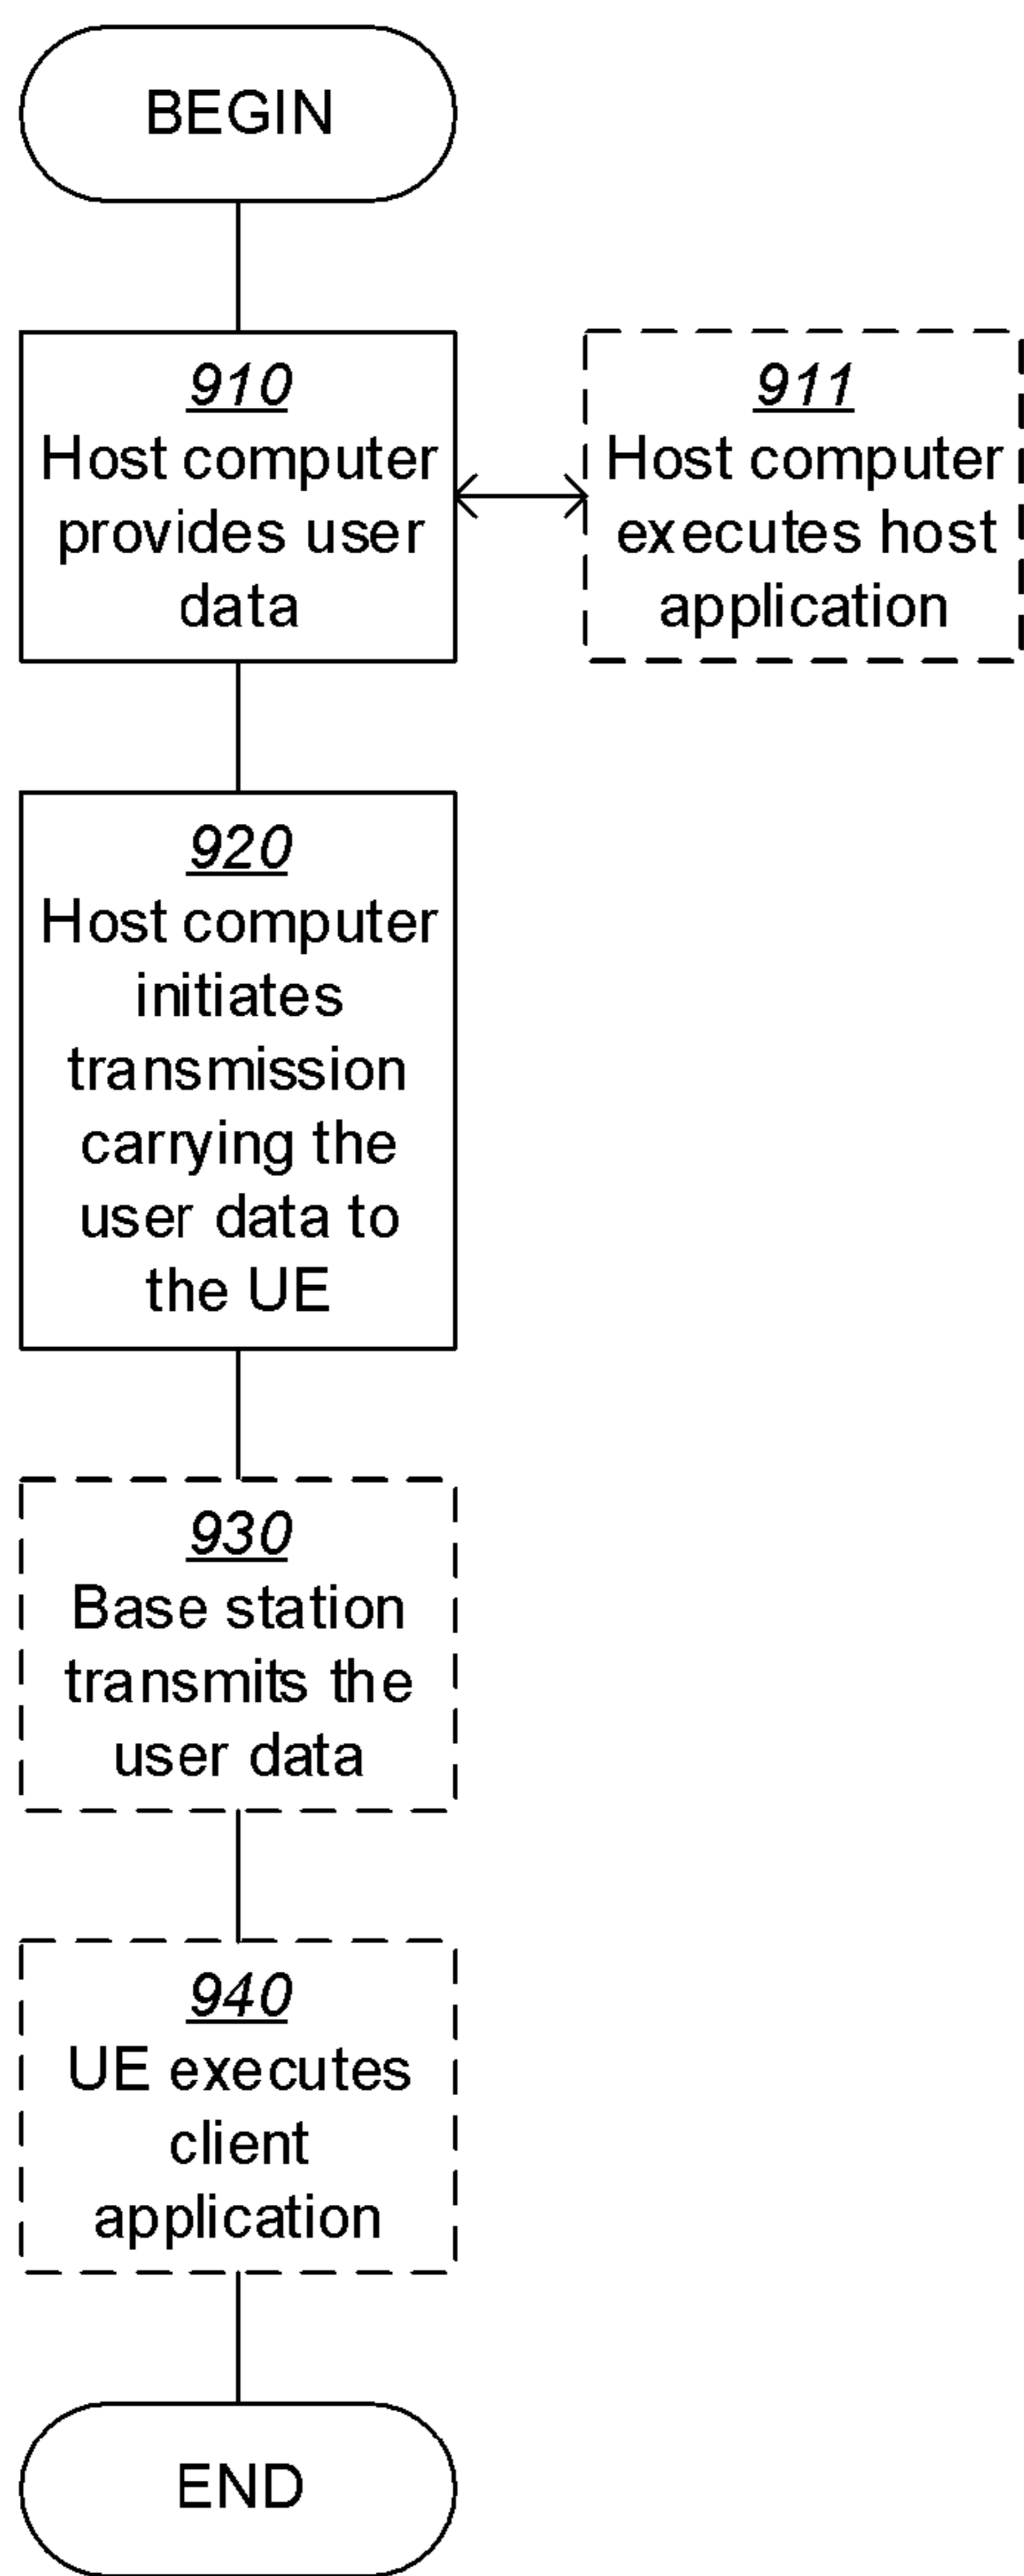 BEGIN
910
Host computer
provides user
data
911
Host computer
executes host
application
920
Host computer
initiates
transmission
carrying the
user data to
the UE
930
Base station
transmits the
user data
940
UE executes
client
application
END